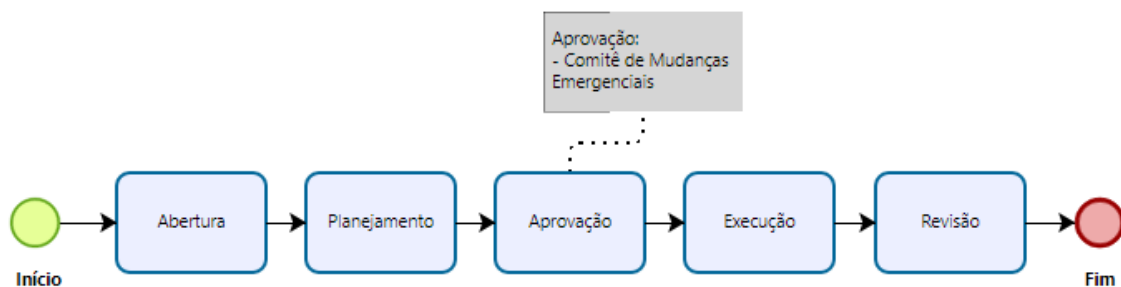 Aprovação:
- Comitê de Mudanças
Emergenciais
Abertura
Planejamento
Aprovação
Execução
Revisão
Início
Fim